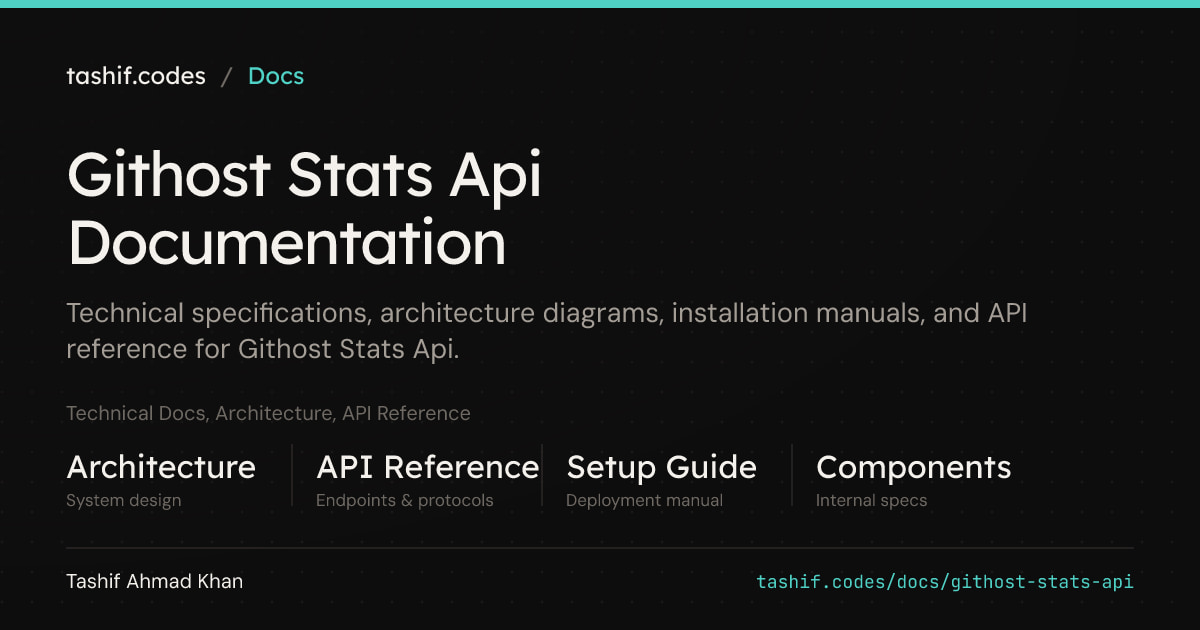 tashif.codes / Docs
Githost Stats Api
Documentation
Technical specifications, architecture diagrams, installation manuals, and API
reference for Githost Stats Api.
Technical Docs, Architecture, API Reference
Architecture
System design
API Reference
Endpoints & protocols
Setup Guide
Deployment manual
Components
Internal specs
Tashif Ahmad Khan
tashif.codes/docs/githost-stats-api